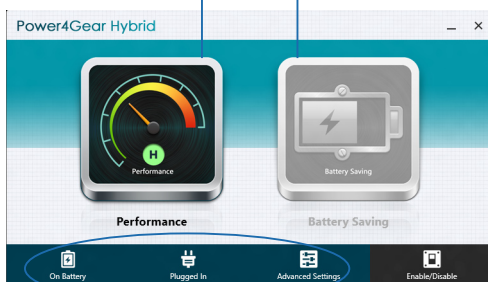 Power4Gear Hybrid
H
Performance
Battery Saving
Performance
Battery Saving
On Battery
Plugged In
Advanced Settings
Enable/Disable